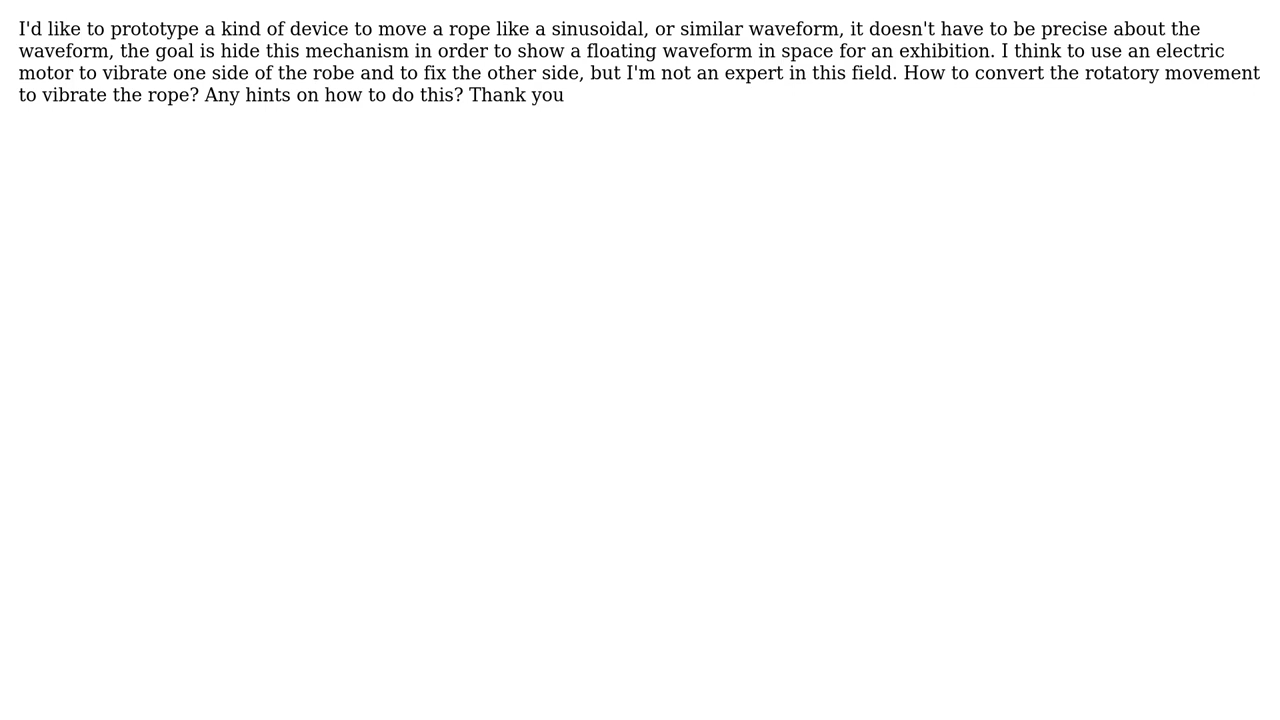 I'd like to prototype a kind of device to move a rope like a sinusoidal, or similar waveform, it doesn't have to be precise about the
waveform, the goal is hide this mechanism in order to show a floating waveform in space for an exhibition. I think to use an electric
motor to vibrate one side of the robe and to fix the other side, but I'm not an expert in this field. How to convert the rotatory movement
to vibrate the rope? Any hints on how to do this? Thank you